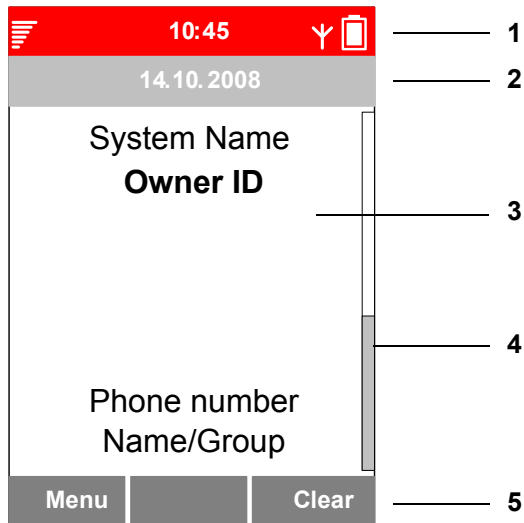 10:45 1
14.10.2008 2
System Name
Owner ID
3
4
Phone number
Name/Group
Menu Clear 5